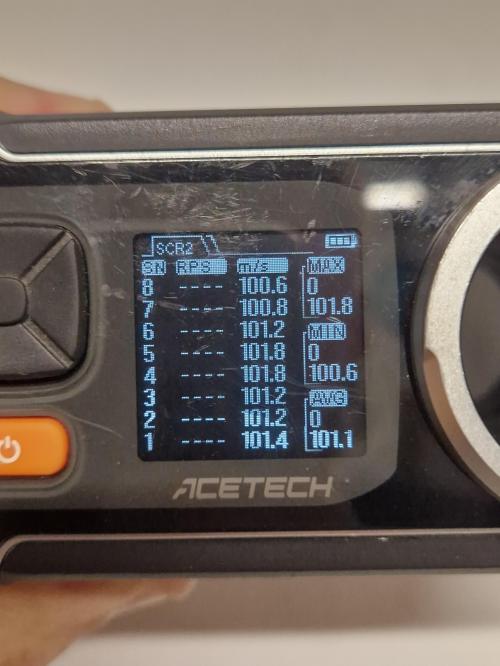 SCR2
SN RPS m/s MAX
8 ---- 100.6 0
7 ---- 100.8 101.8
6 ---- 101.2 MIN
5 ---- 101.8 0
4 ---- 101.8 100.6
3 ---- 101.2 AVG
2 ---- 101.2 0
1 ---- 101.4 101.1
ACETECH